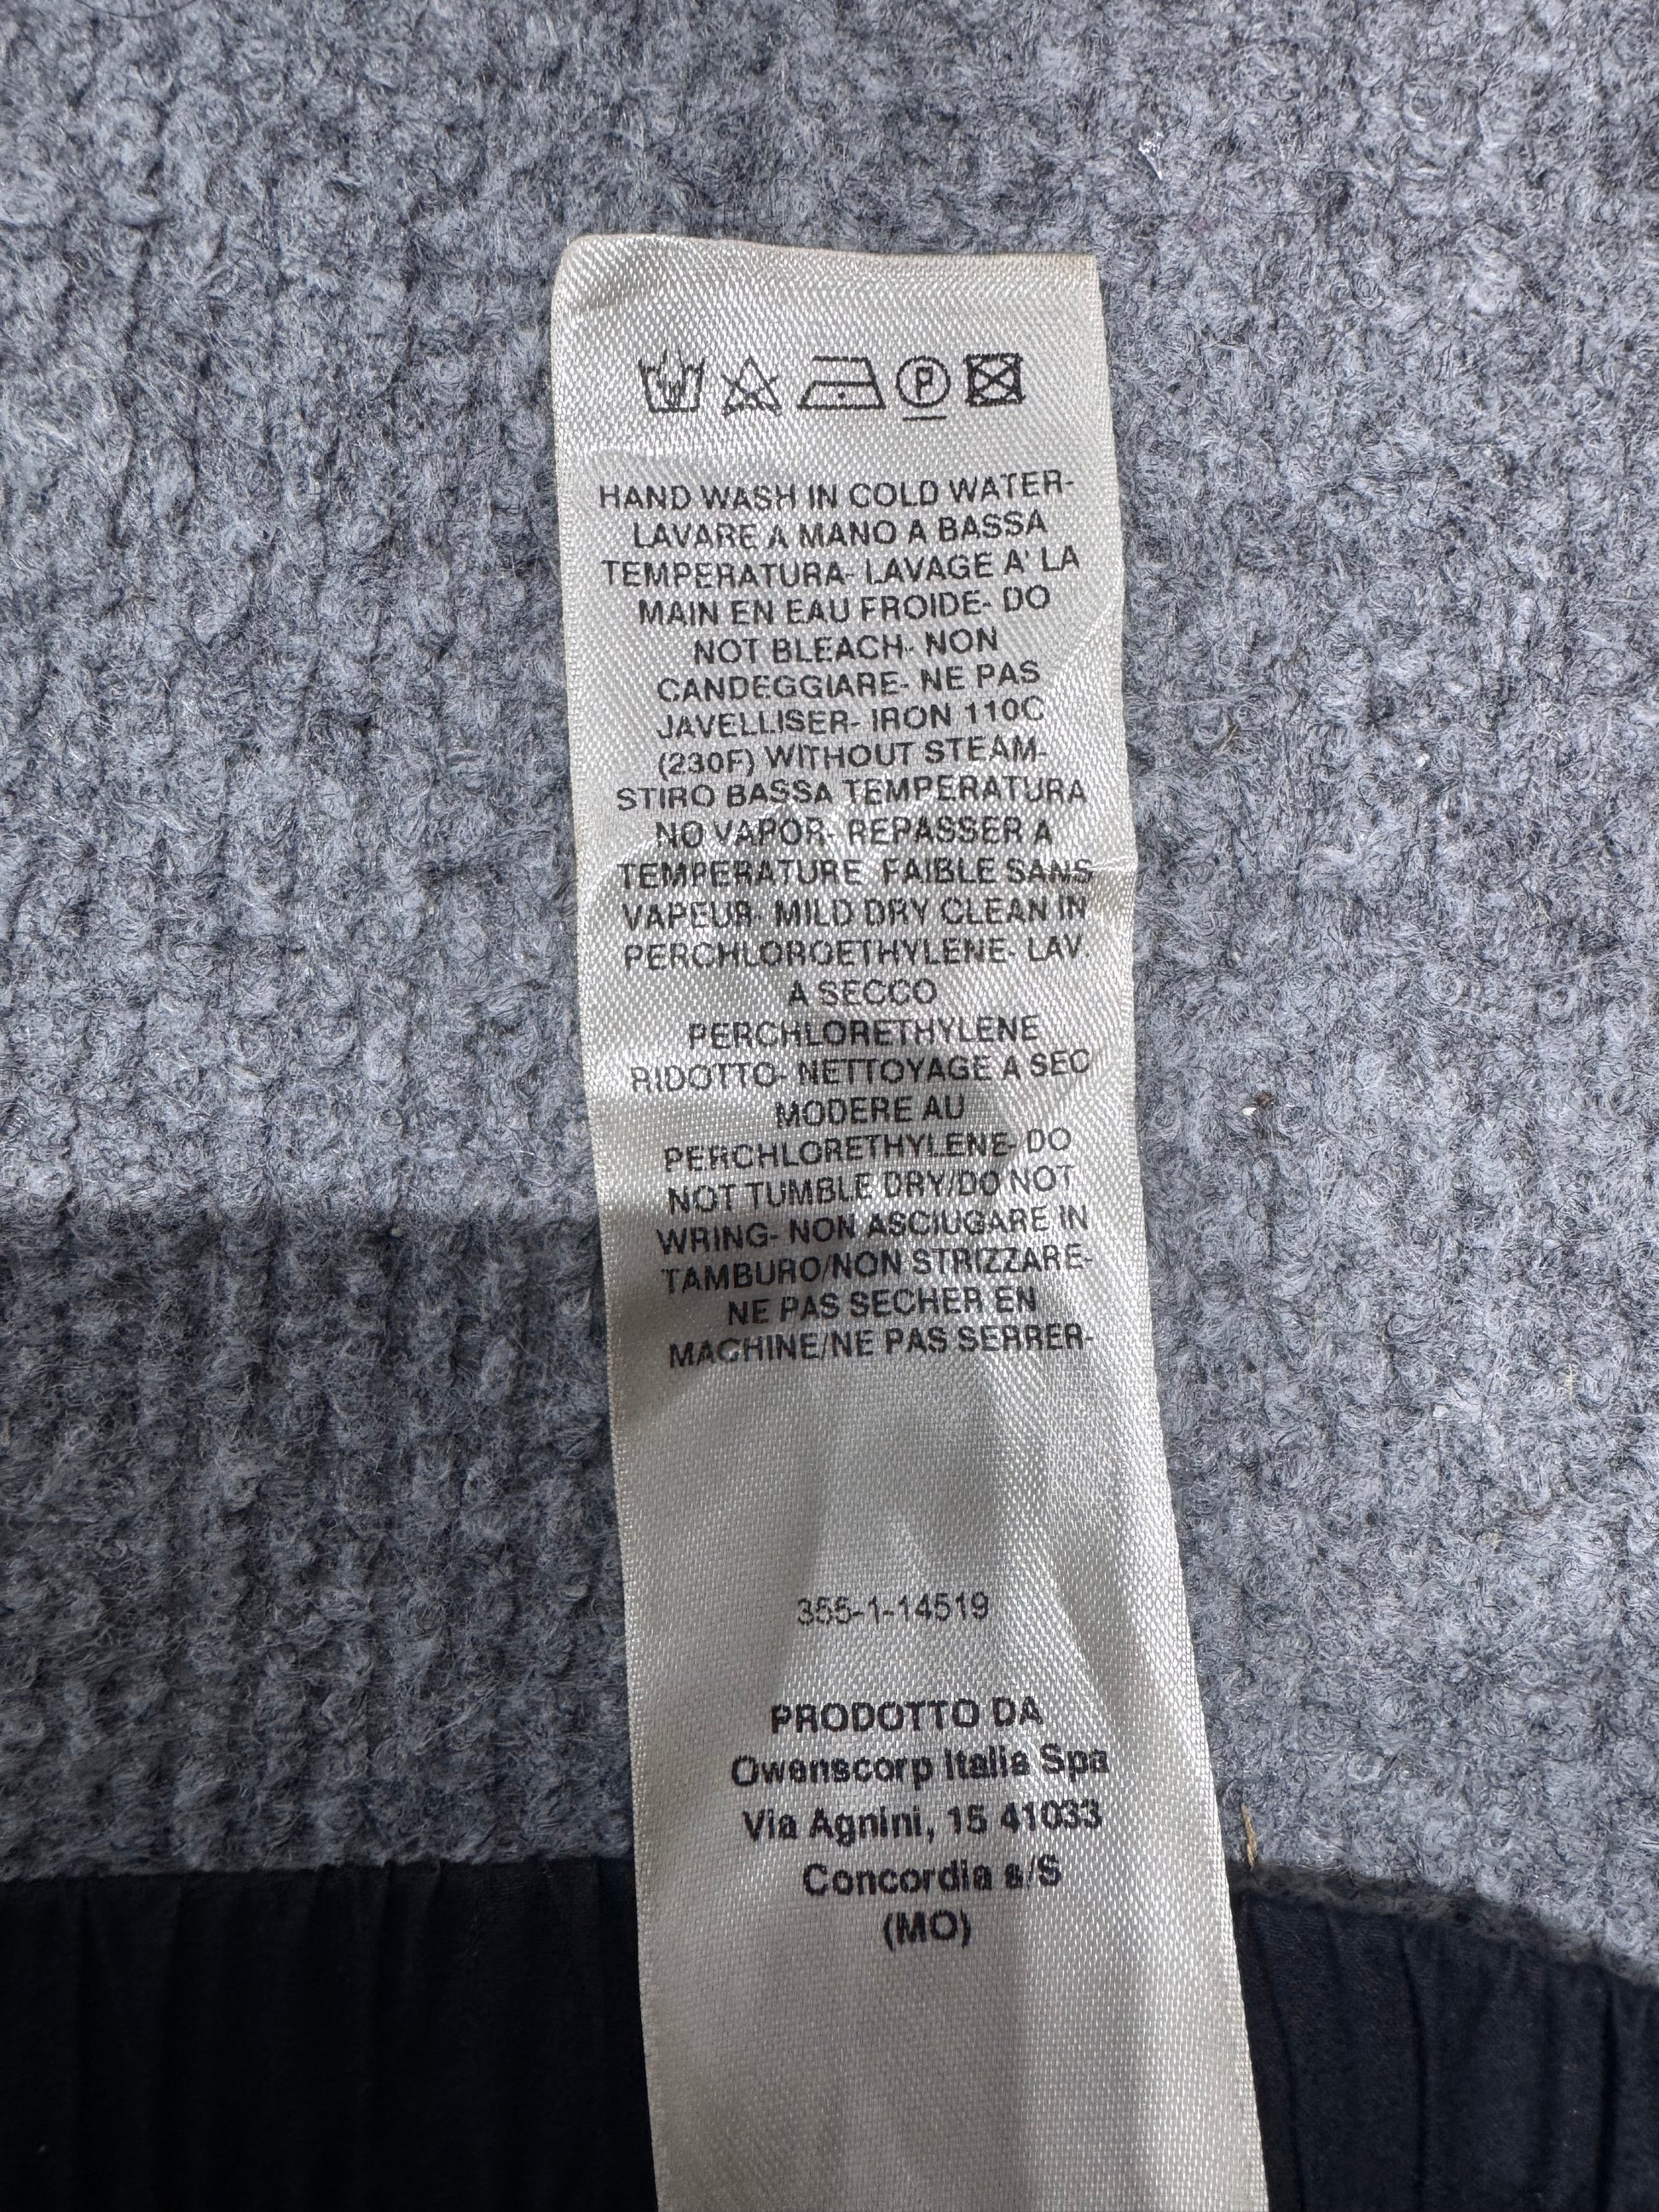 P
HAND WASH IN COLD WATER-
LAVARE A MANO A BASSA
TEMPERATURA- LAVAGE A' LA
MAIN EN EAU FROIDE- DO
NOT BLEACH- NON
CANDEGGIARE- NE PAS
JAVELLISER- IRON 110C
(230F) WITHOUT STEAM-
STIRO BASSA TEMPERATURA
NO VAPOR- REPASSER A
TEMPERATURE FAIBLE SANS
VAPEUR- MILD DRY CLEAN IN
PERCHLOROETHYLENE- LAV.
A SECCO
PERCHLORETHYLENE
RIDOTTO- NETTOYAGE A SEC
MODERE AU
PERCHLORETHYLENE- DO
NOT TUMBLE DRY/DO NOT
WRING- NON ASCIUGARE IN
TAMBURO/NON STRIZZARE-
NE PAS SECHER EN
MACHINE/NE PAS SERRER-
355-1-14519
PRODOTTO DA
Owenscorp Italia Spa
Via Agnini, 15 41033
Concordia s/S
(MO)